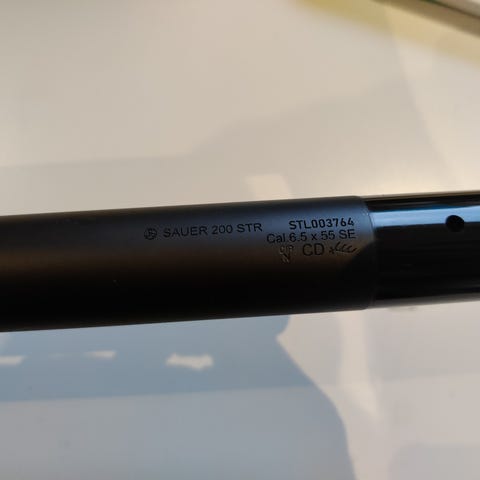 SAUER 200 STR STL003764
Cal.6.5 x 55 SE
N CD